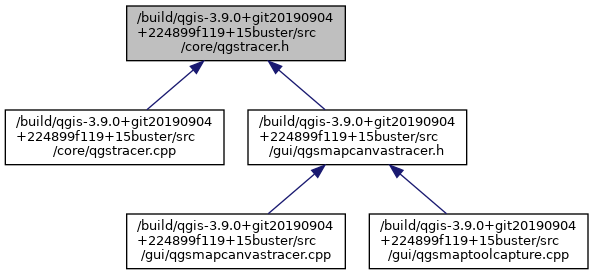 /build/qgis-3.9.0+git20190904
+224899f119+15buster/src
/core/qgstracer.h
/build/qgis-3.9.0+git20190904
+224899f119+15buster/src
/core/qgstracer.cpp
/build/qgis-3.9.0+git20190904
+224899f119+15buster/src
/gui/qgsmapcanvastracer.h
/build/qgis-3.9.0+git20190904
+224899f119+15buster/src
/gui/qgsmapcanvastracer.cpp
/build/qgis-3.9.0+git20190904
+224899f119+15buster/src
/gui/qgsmaptoolcapture.cpp